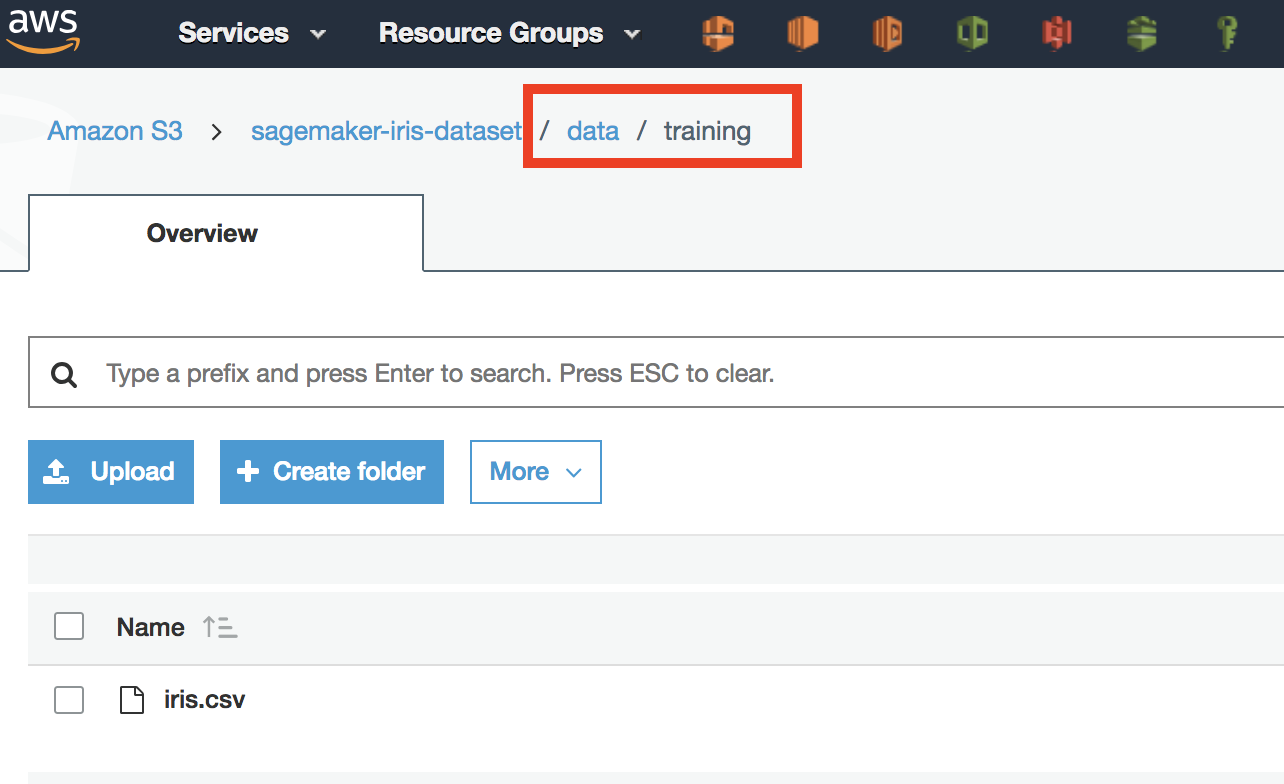 aws Services Resource Groups
Amazon S3 > sagemaker-iris-dataset / data / training
Overview
Type a prefix and press Enter to search. Press ESC to clear.
Upload + Create folder More
Name
iris.csv